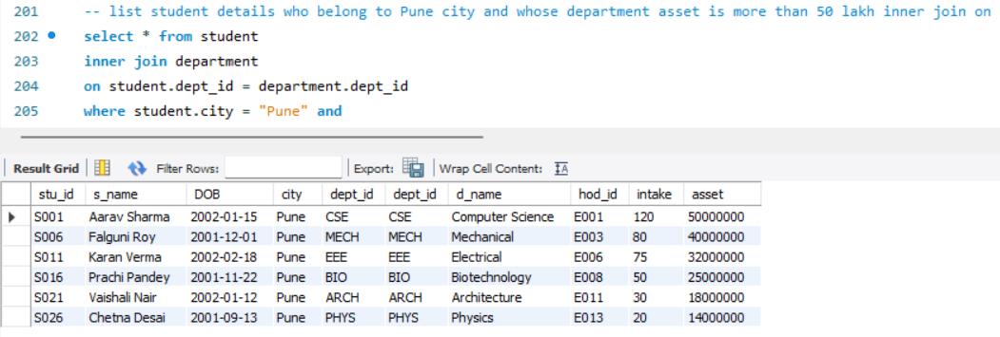 201 -- list student details who belong to Pune city and whose department asset is more than 50 lakh inner join on
202 select * from student
203 inner join department
204 on student.dept_id = department.dept_id
205 where student.city = "Pune" and
Result Grid Filter Rows: Export: Wrap Cell Content: IA
stu_id s_name DOB city dept_id dept_id d_name hod_id intake asset
S001 Aarav Sharma 2002-01-15 Pune CSE CSE Computer Science E001 120 50000000
S006 Falguni Roy 2001-12-01 Pune MECH MECH Mechanical E003 80 40000000
S011 Karan Verma 2002-02-18 Pune EEE EEE Electrical E006 75 32000000
S016 Prachi Pandey 2001-11-22 Pune BIO BIO Biotechnology E008 50 25000000
S021 Vaishali Nair 2002-01-12 Pune ARCH ARCH Architecture E011 30 18000000
S026 Chetna Desai 2001-09-13 Pune PHYS PHYS Physics E013 20 14000000